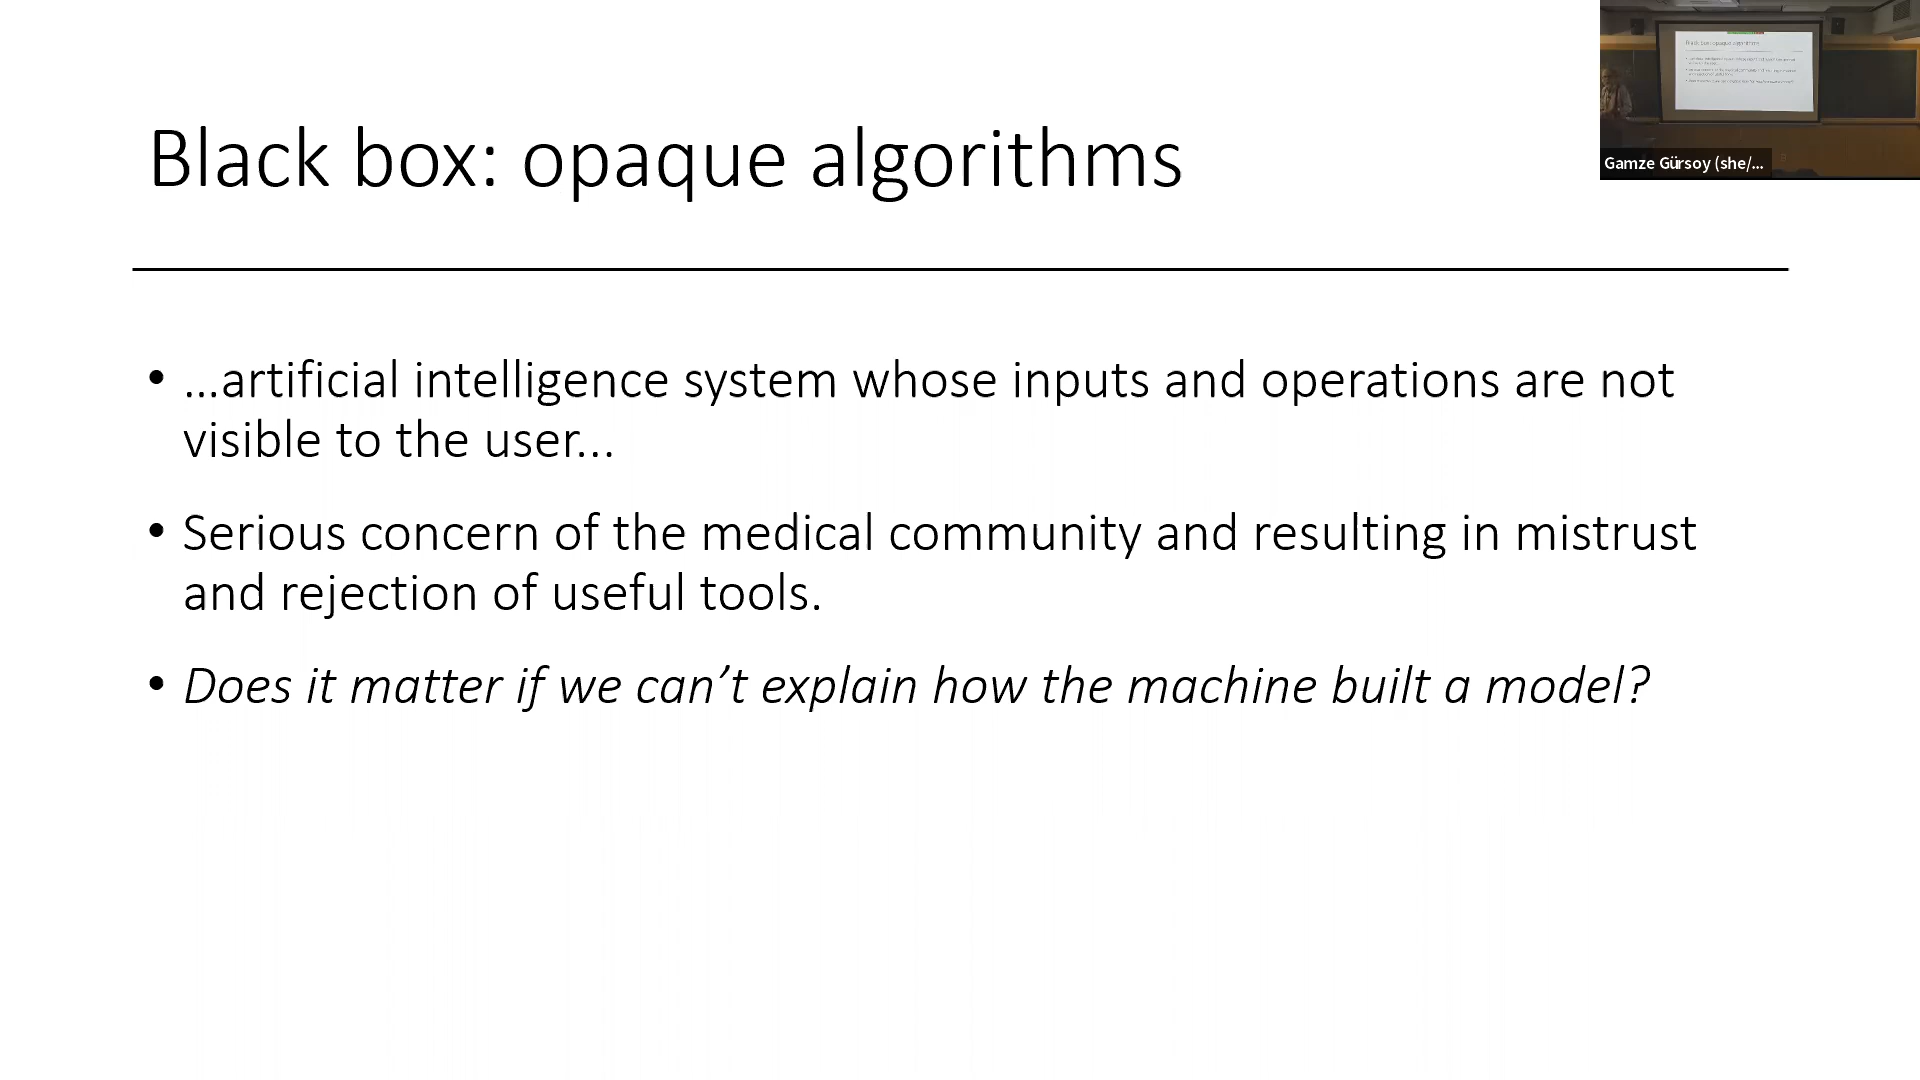 Black box: opaque algorithms
• ...artificial intelligence system whose inputs and operations are not
visible to the user...
• Serious concern of the medical community and resulting in mistrust
and rejection of useful tools.
• Does it matter if we can’t explain how the machine built a model?
Gamze Gürsoy (she/...